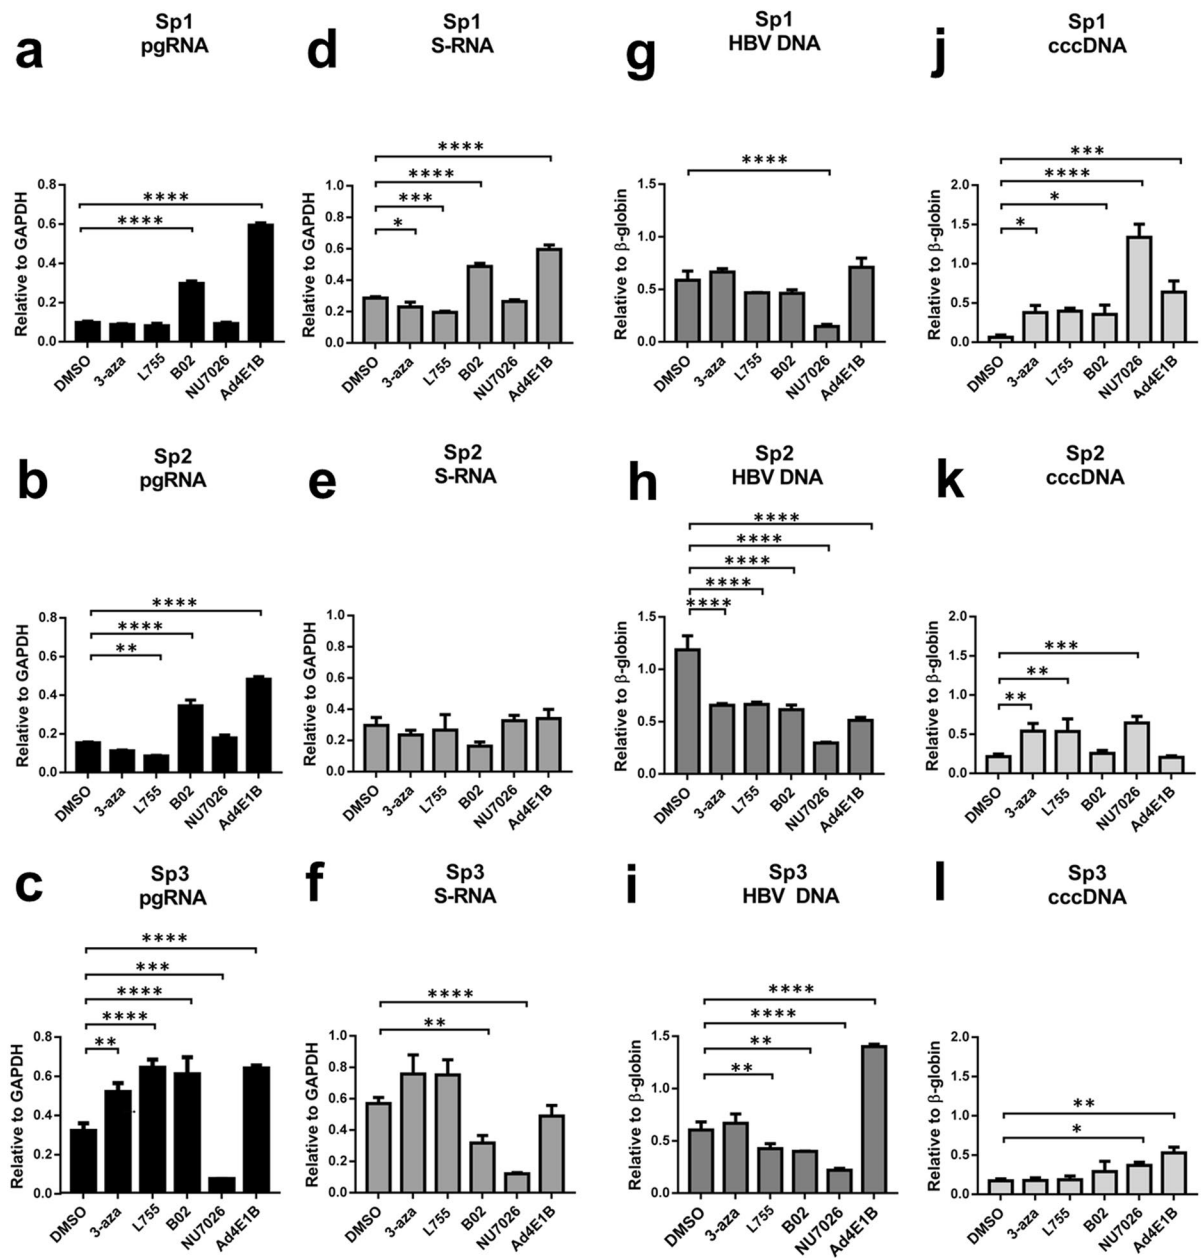 a
Sp1
pgRNA
Relative to GAPDH
0.8
0.6
0.4
0.2
0.0
****
****
DMSO
3-aza
L755
B02
NU7026
Ad4E1B
d
Sp1
S-RNA
Relative to GAPDH
1.0
0.8
0.6
0.4
0.2
0.0
****
****
***
*
DMSO
3-aza
L755
B02
NU7026
Ad4E1B
g
Sp1
HBV DNA
Relative to β-globin
1.5
1.0
0.5
0.0
****
DMSO
3-aza
L755
B02
NU7026
Ad4E1B
j
Sp1
cccDNA
Relative to β-globin
2.0
1.5
1.0
0.5
0.0
***
****
*
*
DMSO
3-aza
L755
B02
NU7026
Ad4E1B
b
Sp2
pgRNA
Relative to GAPDH
0.8
0.6
0.4
0.2
0.0
****
****
**
DMSO
3-aza
L755
B02
NU7026
Ad4E1B
e
Sp2
S-RNA
Relative to GAPDH
1.0
0.8
0.6
0.4
0.2
0.0
DMSO
3-aza
L755
B02
NU7026
Ad4E1B
h
Sp2
HBV DNA
Relative to β-globin
1.5
1.0
0.5
0.0
****
****
****
****
****
DMSO
3-aza
L755
B02
NU7026
Ad4E1B
k
Sp2
cccDNA
Relative to β-globin
2.0
1.5
1.0
0.5
0.0
***
**
**
DMSO
3-aza
L755
B02
NU7026
Ad4E1B
c
Sp3
pgRNA
Relative to GAPDH
0.8
0.6
0.4
0.2
0.0
****
***
****
****
**
DMSO
3-aza
L755
B02
NU7026
Ad4E1B
f
Sp3
S-RNA
Relative to GAPDH
1.0
0.8
0.6
0.4
0.2
0.0
****
**
DMSO
3-aza
L755
B02
NU7026
Ad4E1B
i
Sp3
HBV DNA
Relative to β-globin
1.5
1.0
0.5
0.0
****
****
**
**
DMSO
3-aza
L755
B02
NU7026
Ad4E1B
l
Sp3
cccDNA
Relative to β-globin
2.0
1.5
1.0
0.5
0.0
**
*
DMSO
3-aza
L755
B02
NU7026
Ad4E1B